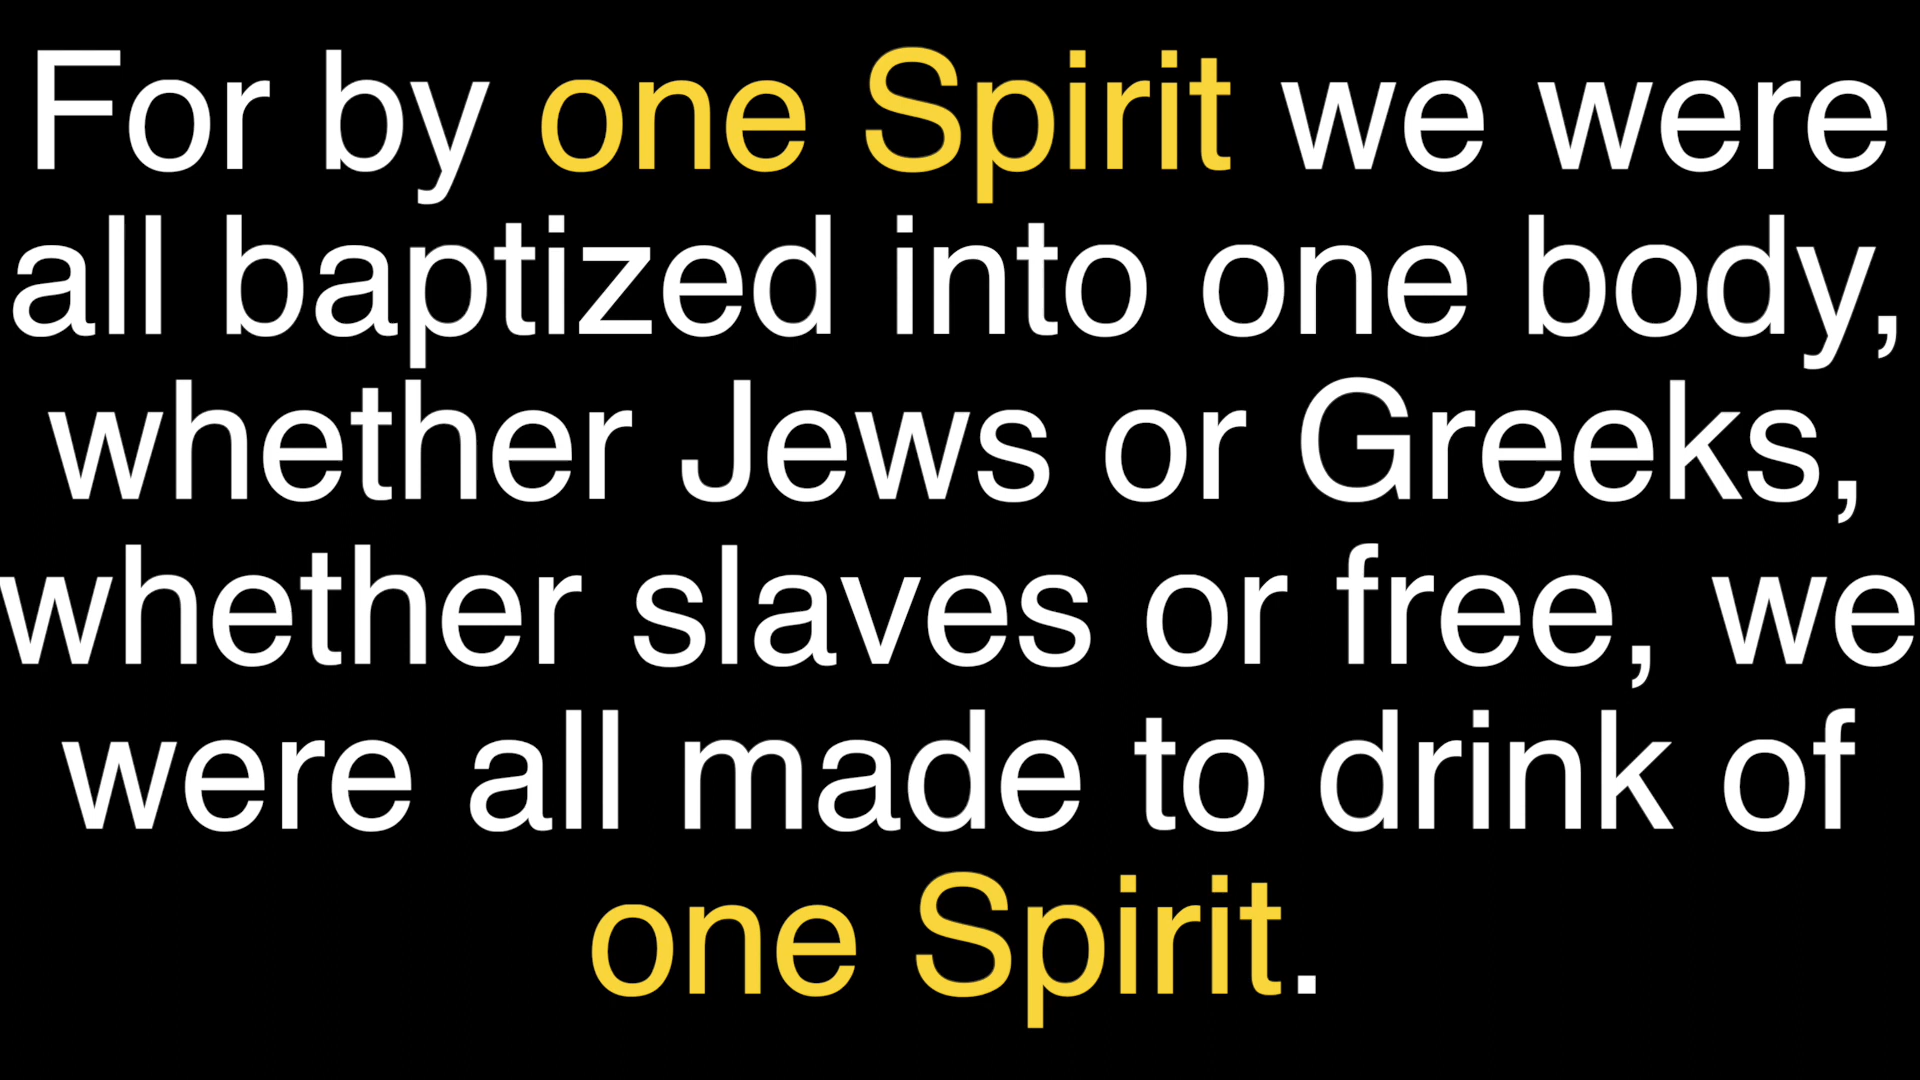 For by one Spirit we were
all baptized into one body,
whether Jews or Greeks,
whether slaves or free, we
were all made to drink of
one Spirit.